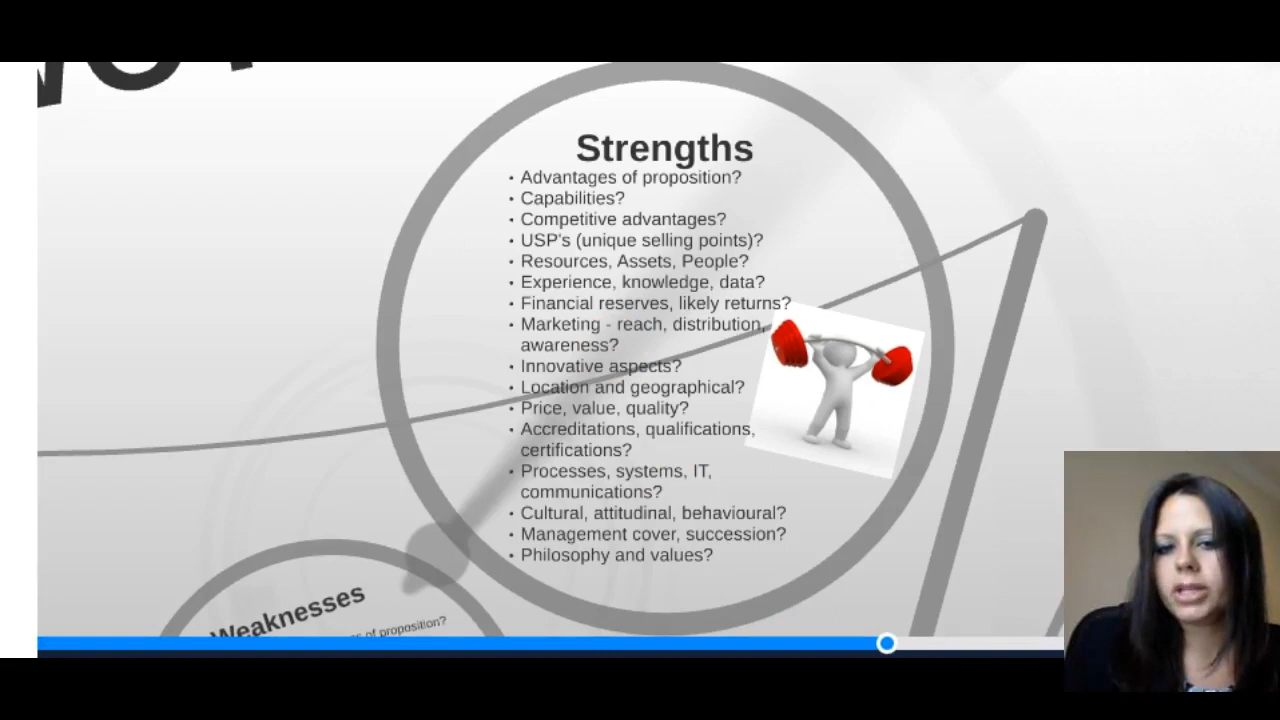 Strengths
• Advantages of proposition?
• Capabilities?
• Competitive advantages?
• USP's (unique selling points)?
• Resources, Assets, People?
• Experience, knowledge, data?
• Financial reserves, likely returns?
• Marketing - reach, distribution,
awareness?
• Innovative aspects?
• Location and geographical?
• Price, value, quality?
• Accreditations, qualifications,
certifications?
• Processes, systems, IT,
communications?
• Cultural, attitudinal, behavioural?
• Management cover, succession?
• Philosophy and values?
Weaknesses
of proposition?